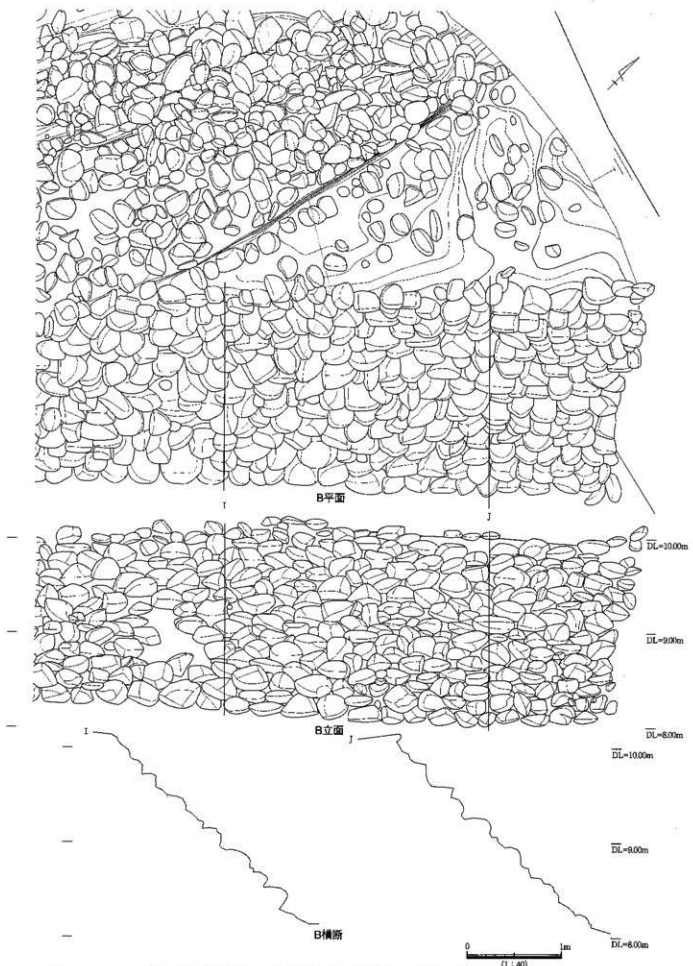 B平面
I
J
DL=10.00m
DL=9.00m
DL=8.00m
B立面
I
J
DL=10.00m
DL=9.00m
DL=8.00m
B横断
0 1m
(1:40)